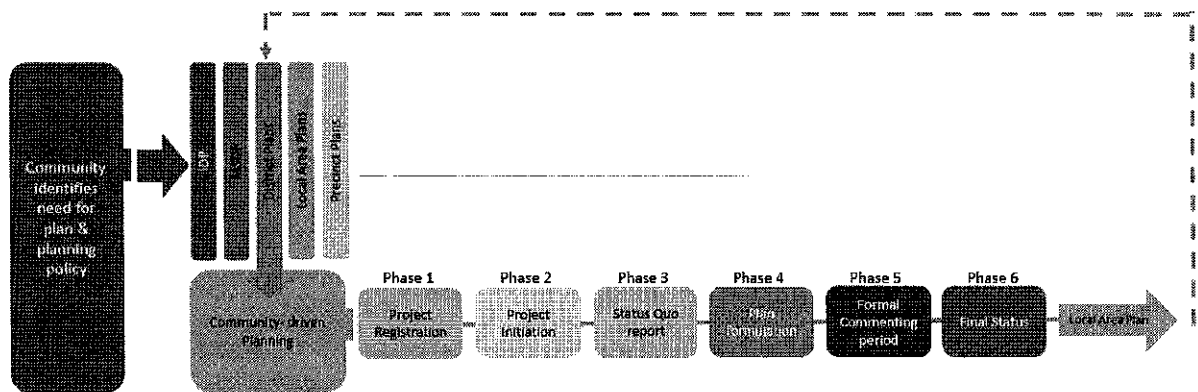 Community
identifies
need for
plan &
planning
policy
IDP
District Plans
Local Area Plans
Precinct Plans
Community- driven
Planning
Phase 1
Project
Registration
Phase 2
Project
Initiation
Phase 3
Status Quo
report
Phase 4
Plan
formulation
Phase 5
Formal
Commenting
period
Phase 6
Final Status
Local Area Plan